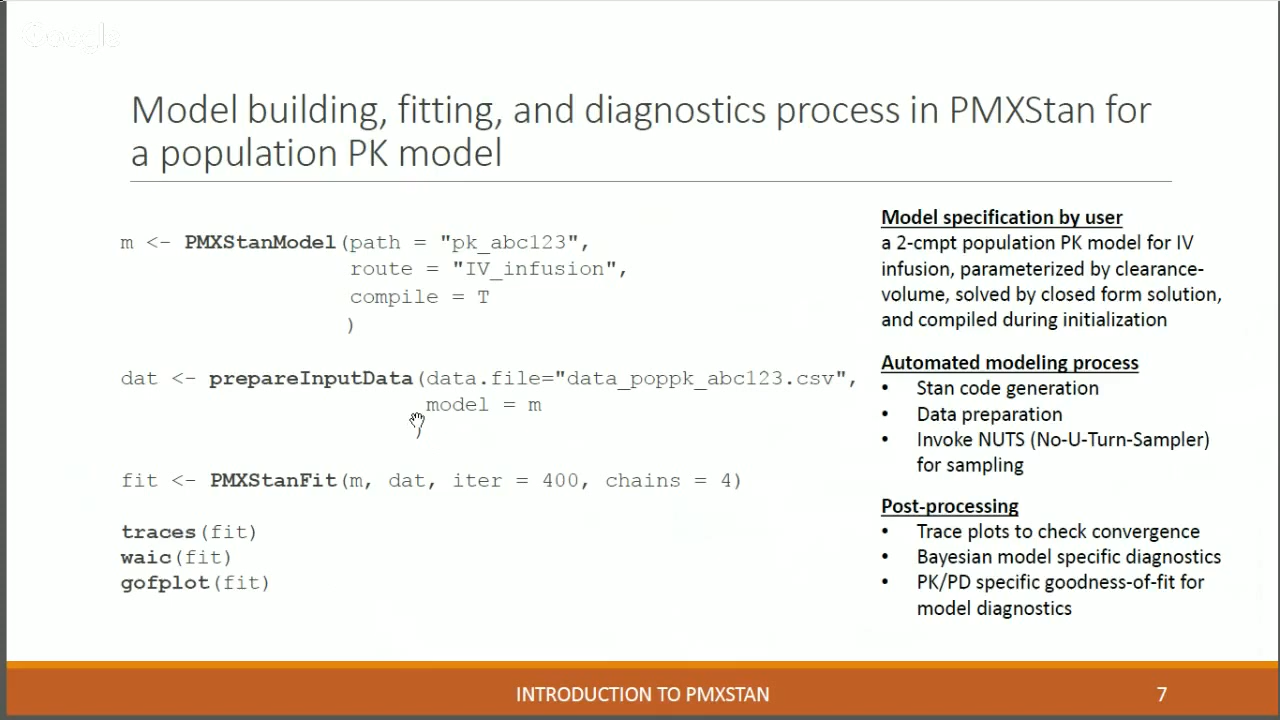 Google
Model building, fitting, and diagnostics process in PMXStan for
a population PK model
m <- PMXStanModel(path = "pk_abc123",
route = "IV_infusion",
compile = T
)
dat <- prepareInputData(data.file="data_poppk_abc123.csv",
model = m
fit <- PMXStanFit(m, dat, iter = 400, chains = 4)
traces(fit)
waic(fit)
gofplot(fit)
Model specification by user
a 2-cmpt population PK model for IV
infusion, parameterized by clearance-
volume, solved by closed form solution,
and compiled during initialization
Automated modeling process
• Stan code generation
• Data preparation
• Invoke NUTS (No-U-Turn-Sampler)
for sampling
Post-processing
• Trace plots to check convergence
• Bayesian model specific diagnostics
• PK/PD specific goodness-of-fit for
model diagnostics
INTRODUCTION TO PMXSTAN
7